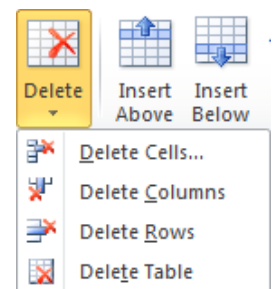 Delete
Insert Above
Insert Below
Delete Cells...
Delete Columns
Delete Rows
Delete Table